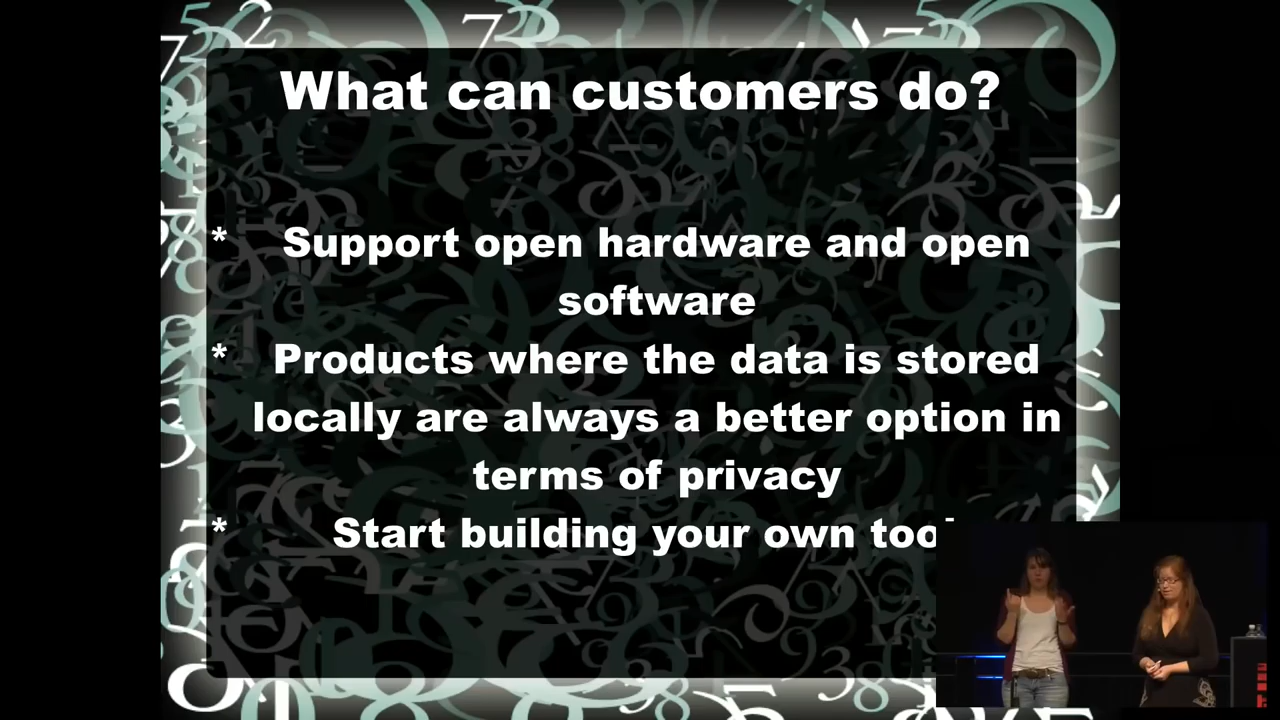 What can customers do?
* Support open hardware and open
software
* Products where the data is stored
locally are always a better option in
terms of privacy
* Start building your own